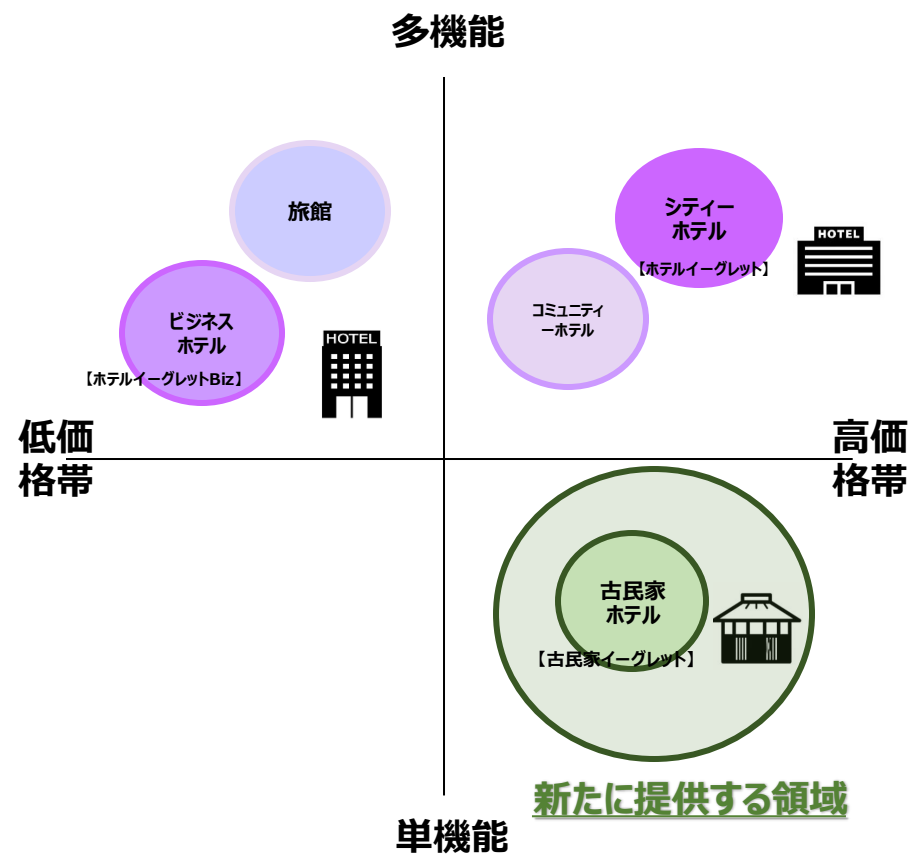 多機能
旅館
シティー
ホテル
【ホテルイーグレット】
HOTEL
コミュニティ
ーホテル
ビジネス
ホテル
【ホテルイーグレットBiz】
HOTEL
低価
格帯
高価
格帯
古民家
ホテル
【古民家イーグレット】
新たに提供する領域
単機能